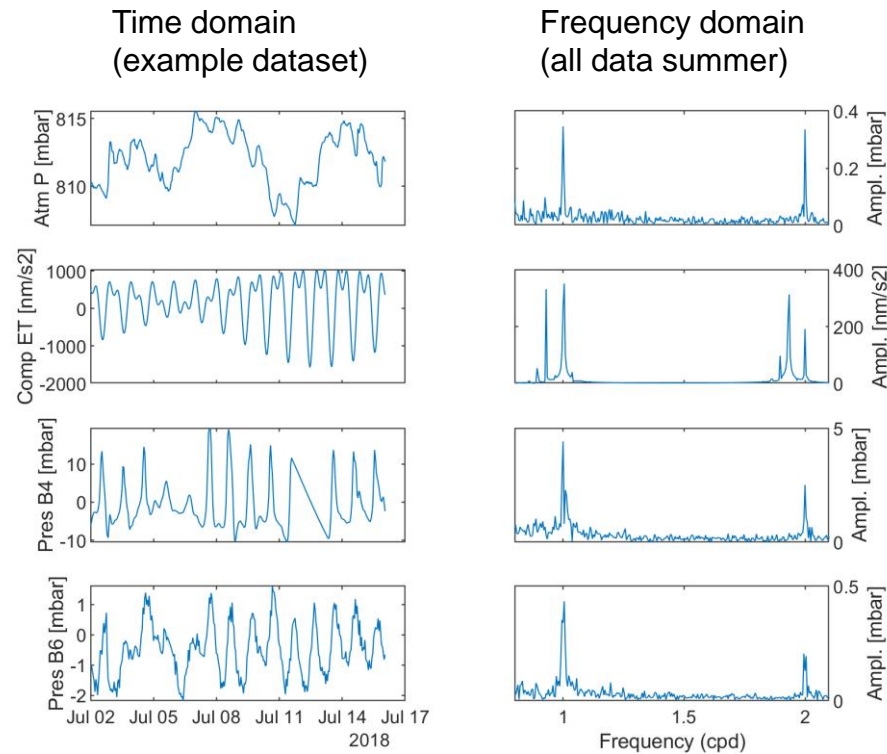 Time domain
(example dataset)
Frequency domain
(all data summer)
Atm P [mbar]
815
810
0.4
0.2
0
Ampl. [mbar]
Comp ET [nm/s2]
1000
0
-1000
-2000
400
200
0
Ampl. [nm/s2]
Pres B4 [mbar]
10
0
-10
5
0
Ampl. [mbar]
Pres B6 [mbar]
1
0
-1
-2
0.5
0
Ampl. [mbar]
Jul 02 Jul 05 Jul 08 Jul 11 Jul 14 Jul 17
2018
1 1.5 2
Frequency (cpd)